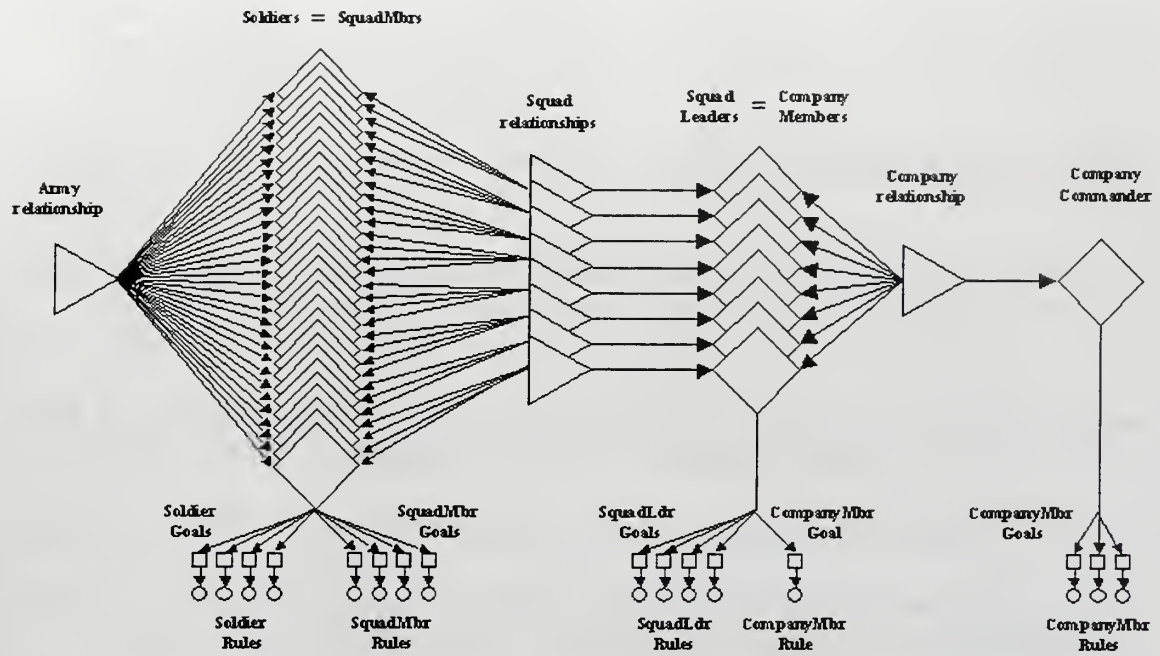 Soldiers = SquadMbrs
Army
relationship
Squad
relationships
Squad
Leaders
=
Company
Members
Company
relationship
Company
Commander
Soldier
Goals
SquadMbr
Goals
SquadLdr
Goals
CompanyMbr
Goal
CompanyMbr
Goals
Soldier
Rules
SquadMbr
Rules
SquadLdr
Rules
CompanyMbr
Rule
CompanyMbr
Rules